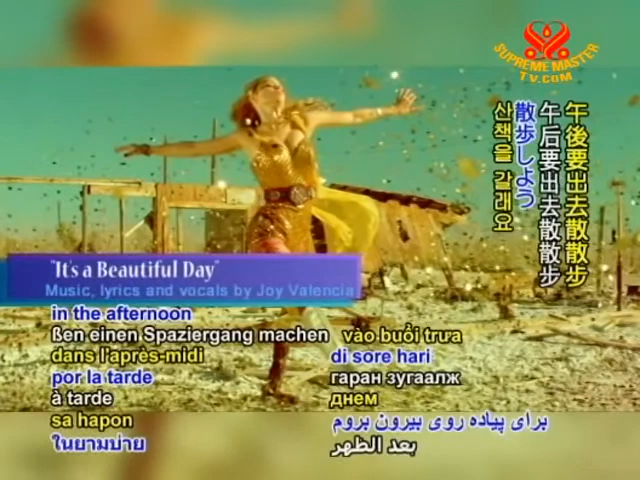 SUPREME MASTER
TV.COM
午後要出去散散步
午后要出去散散步
散歩しよう
산책을 갈래요
"It's a Beautiful Day"
Music, lyrics and vocals by Joy Valencia
in the afternoon
ßen einen Spaziergang machen
vào buổi trưa
dans l'après-midi
di sore hari
por la tarde
гаран зугаалж
à tarde
днем
sa hapon
برای پیاده روی بیرون بروم
ในยามบ่าย
بعد الظهر